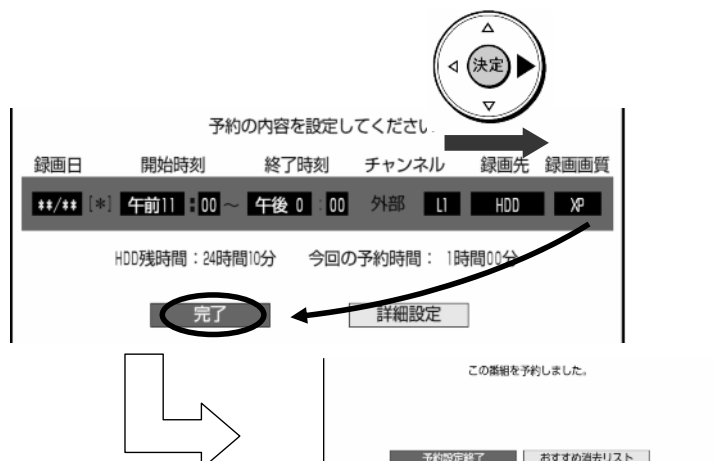 決定
予約の内容を設定してください
録画日 開始時刻 終了時刻 チャンネル 録画先 録画画質
**/** [*] 午前11:00 ~ 午後 0:00 外部 L1 HDD XP
HDD残時間:24時間10分 今回の予約時間: 1時間00分
完了 詳細設定
この番組を予約しました。
予約設定終了 おすすめ消去リスト